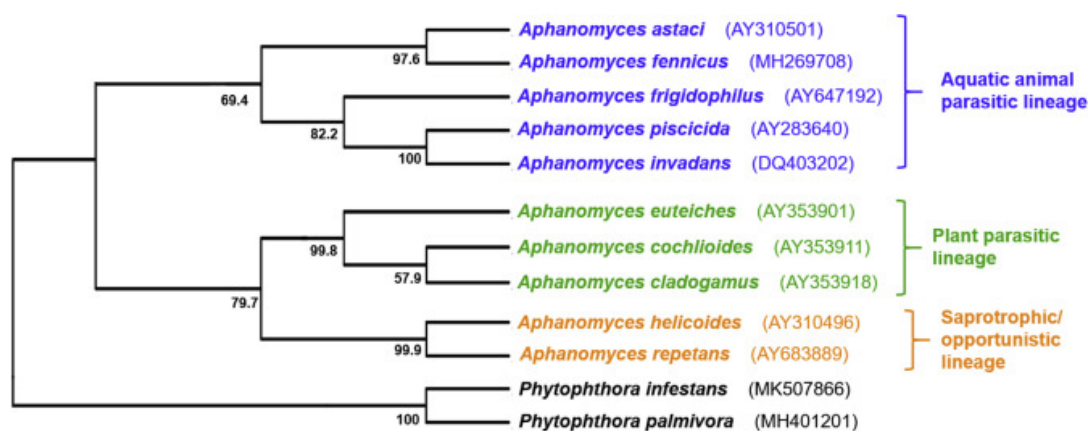 Aphanomyces astaci (AY310501)
97.6
Aphanomyces fennicus (MH269708)
Aquatic animal
parasitic lineage
69.4
Aphanomyces frigidophilus (AY647192)
82.2
Aphanomyces piscicida (AY283640)
100
Aphanomyces invadans (DQ403202)
Aphanomyces euteiches (AY353901)
99.8
Aphanomyces cochlioides (AY353911)
Plant parasitic
lineage
57.9
Aphanomyces cladogamus (AY353918)
79.7
Aphanomyces helicoides (AY310496)
Saprotrophic/
opportunistic
lineage
99.9
Aphanomyces repetans (AY683889)
Phytophthora infestans (MK507866)
100
Phytophthora palmivora (MH401201)